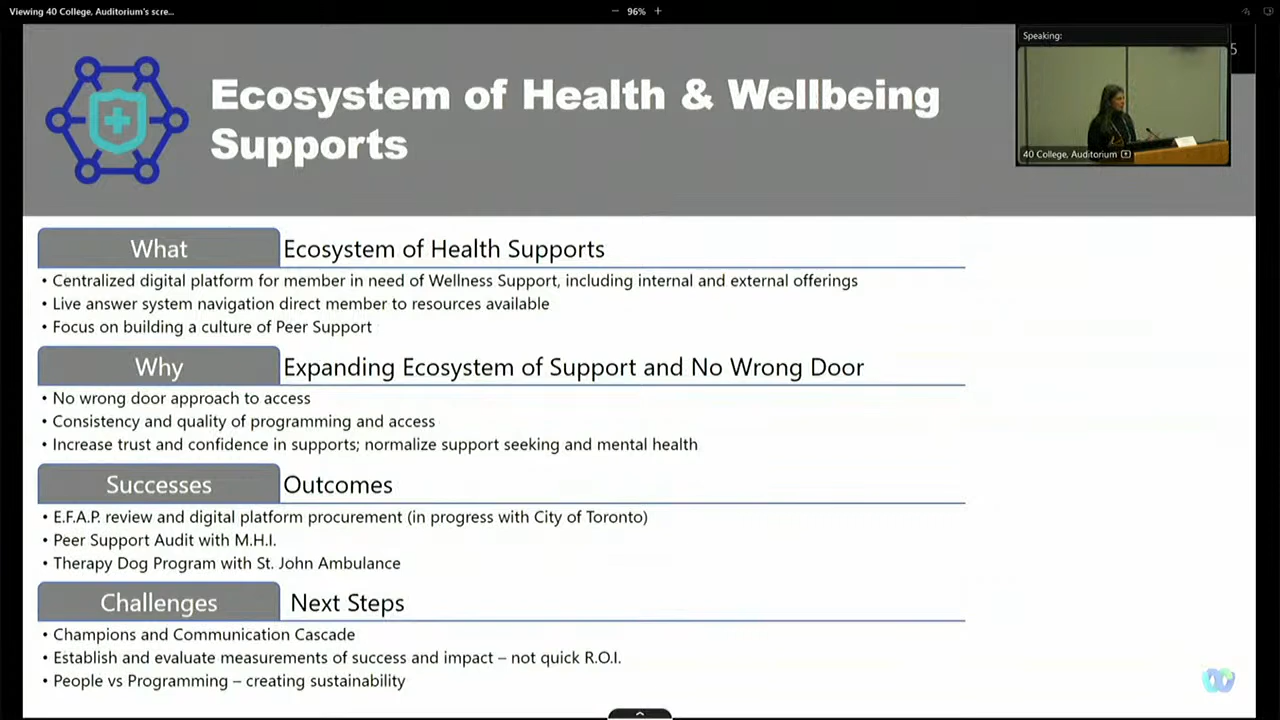 Viewing 40 College, Auditorium's scre...
96%
Speaking:
5
40 College, Auditorium
Ecosystem of Health & Wellbeing
Supports
What
Ecosystem of Health Supports
• Centralized digital platform for member in need of Wellness Support, including internal and external offerings
• Live answer system navigation direct member to resources available
• Focus on building a culture of Peer Support
Why
Expanding Ecosystem of Support and No Wrong Door
• No wrong door approach to access
• Consistency and quality of programming and access
• Increase trust and confidence in supports; normalize support seeking and mental health
Successes
Outcomes
• E.F.A.P. review and digital platform procurement (in progress with City of Toronto)
• Peer Support Audit with M.H.I.
• Therapy Dog Program with St. John Ambulance
Challenges
Next Steps
• Champions and Communication Cascade
• Establish and evaluate measurements of success and impact – not quick R.O.I.
• People vs Programming – creating sustainability